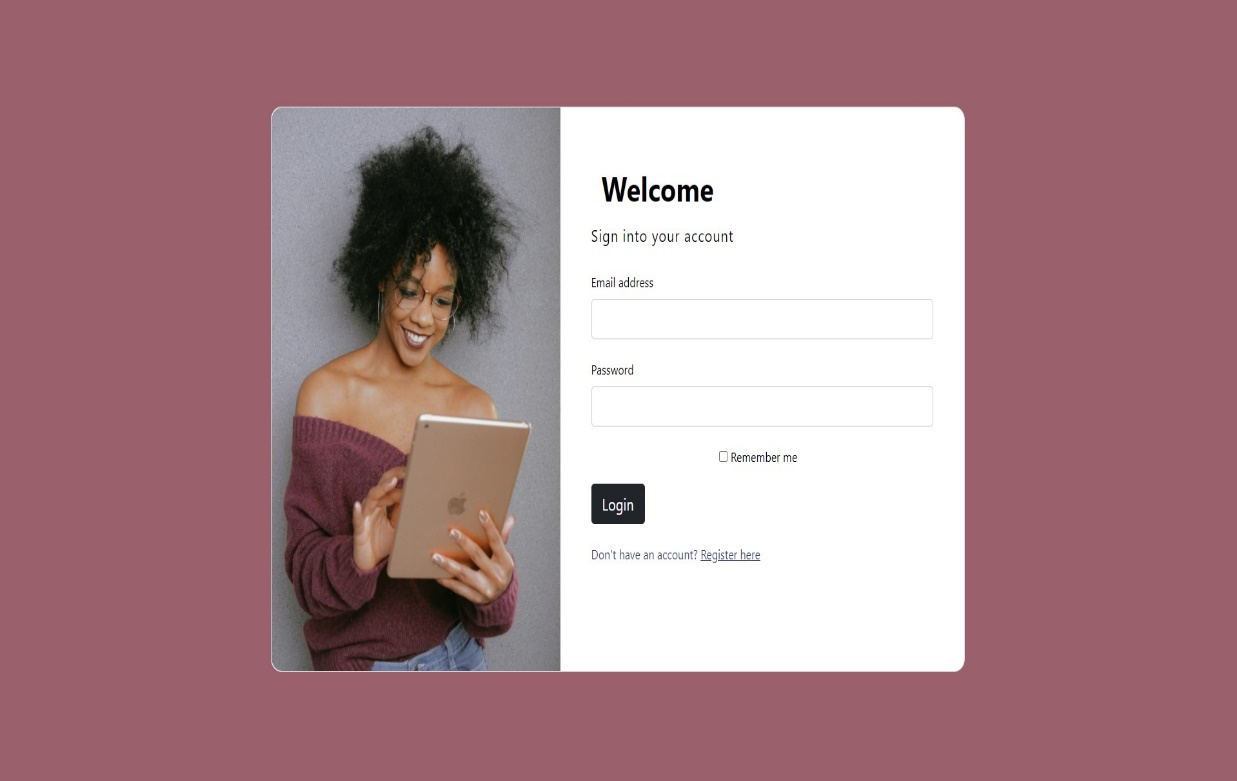 Welcome
Sign into your account
Email address
Password
Remember me
Login
Don't have an account? Register here